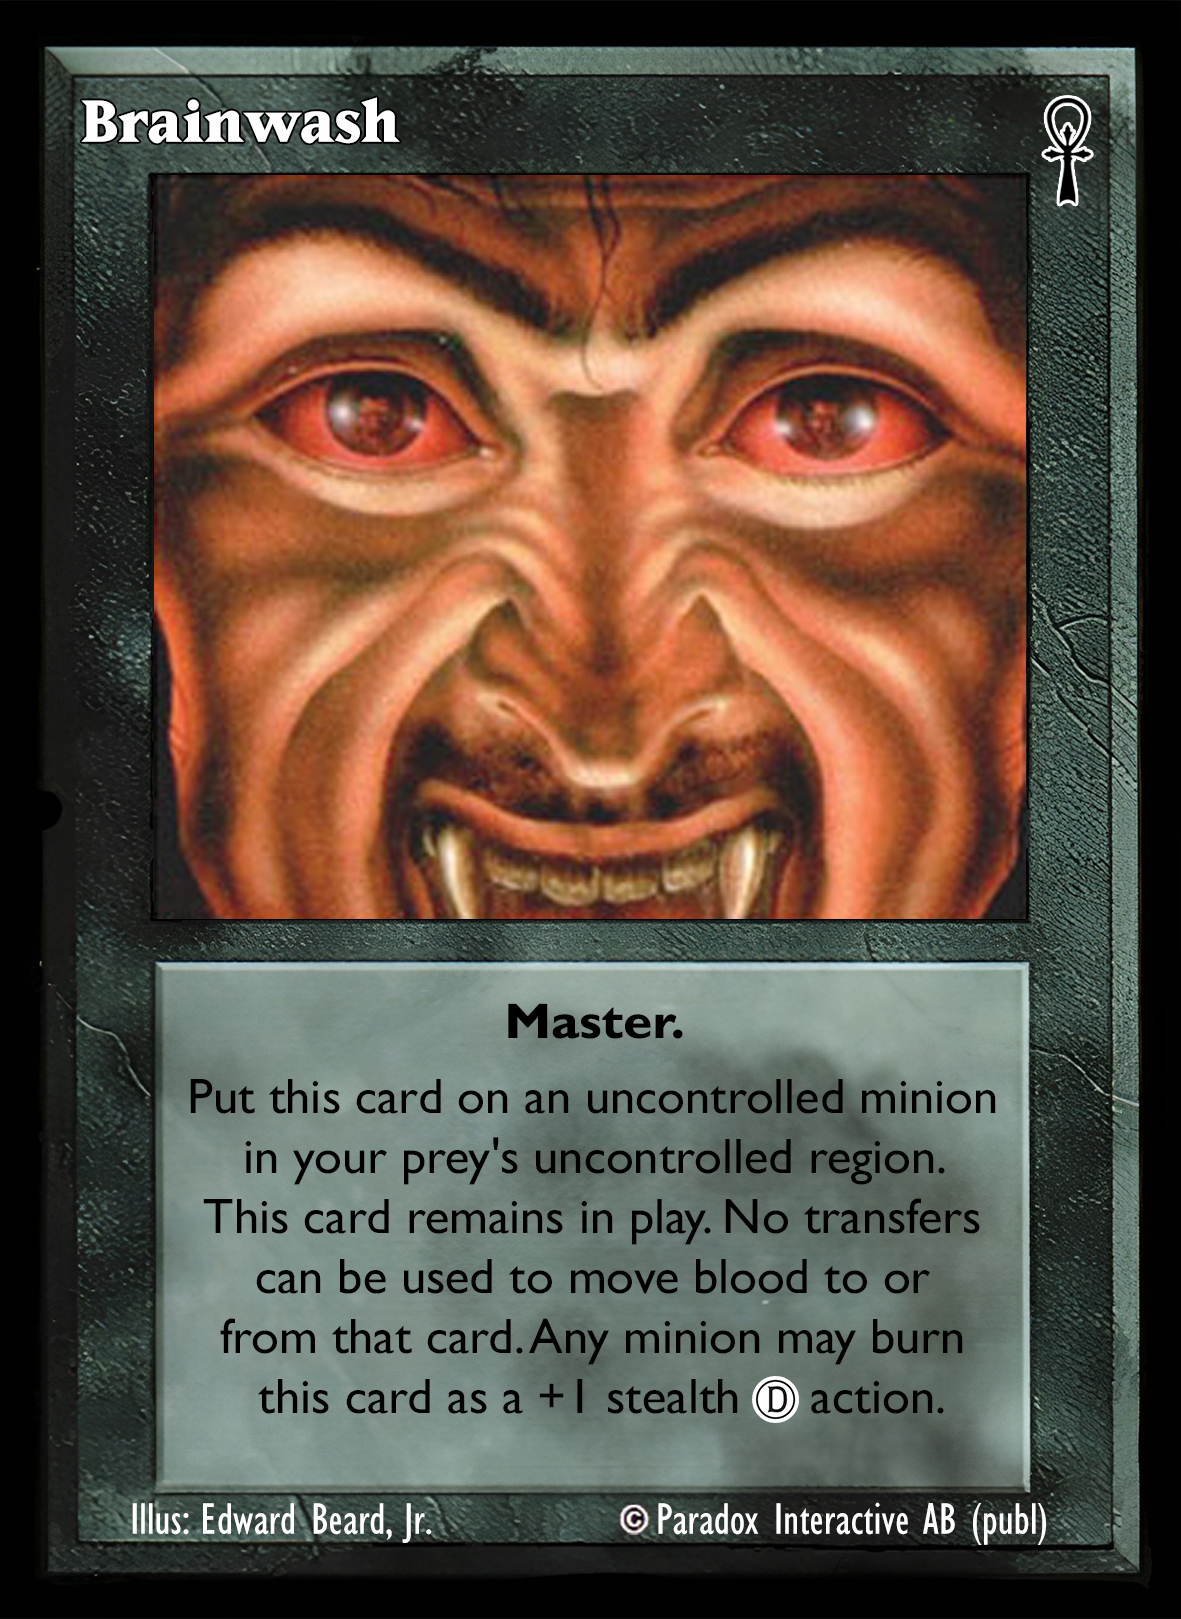 Brainwash
Master.
Put this card on an uncontrolled minion
in your prey's uncontrolled region.
This card remains in play. No transfers
can be used to move blood to or
from that card. Any minion may burn
this card as a +1 stealth Ⓓ action.
Illus: Edward Beard, Jr. © Paradox Interactive AB (publ)